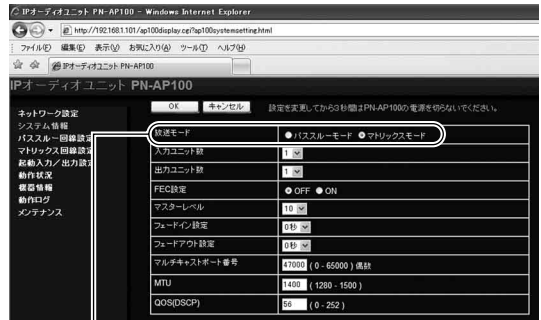 IPオーディオユニット PN-AP100 - Windows Internet Explorer
http://192.168.1.101/ap100display.cgi?ap100systemsetting.html
ファイル(F) 編集(E) 表示(V) お気に入り(A) ツール(T) ヘルプ(H)
IPオーディオユニット PN-AP100
IPオーディオユニット PN-AP100
OK キャンセル 設定を変更してから3秒間はPN-AP100の電源を切らないでください。
ネットワーク設定
システム情報
パススルー回線設定
マトリックス回線設定
起動入力/出力設定
動作状況
機器情報
動作ログ
メンテナンス
放送モード パススルーモード マトリックスモード
入力ユニット数 1
出力ユニット数 1
FEC設定 OFF ON
マスターレベル 10
フェードイン設定 0秒
フェードアウト設定 0秒
マルチキャストポート番号 47000 ( 0 - 65000 ) 偶数
MTU 1400 ( 1280 - 1500 )
QOS(DSCP) 56 ( 0 - 252 )